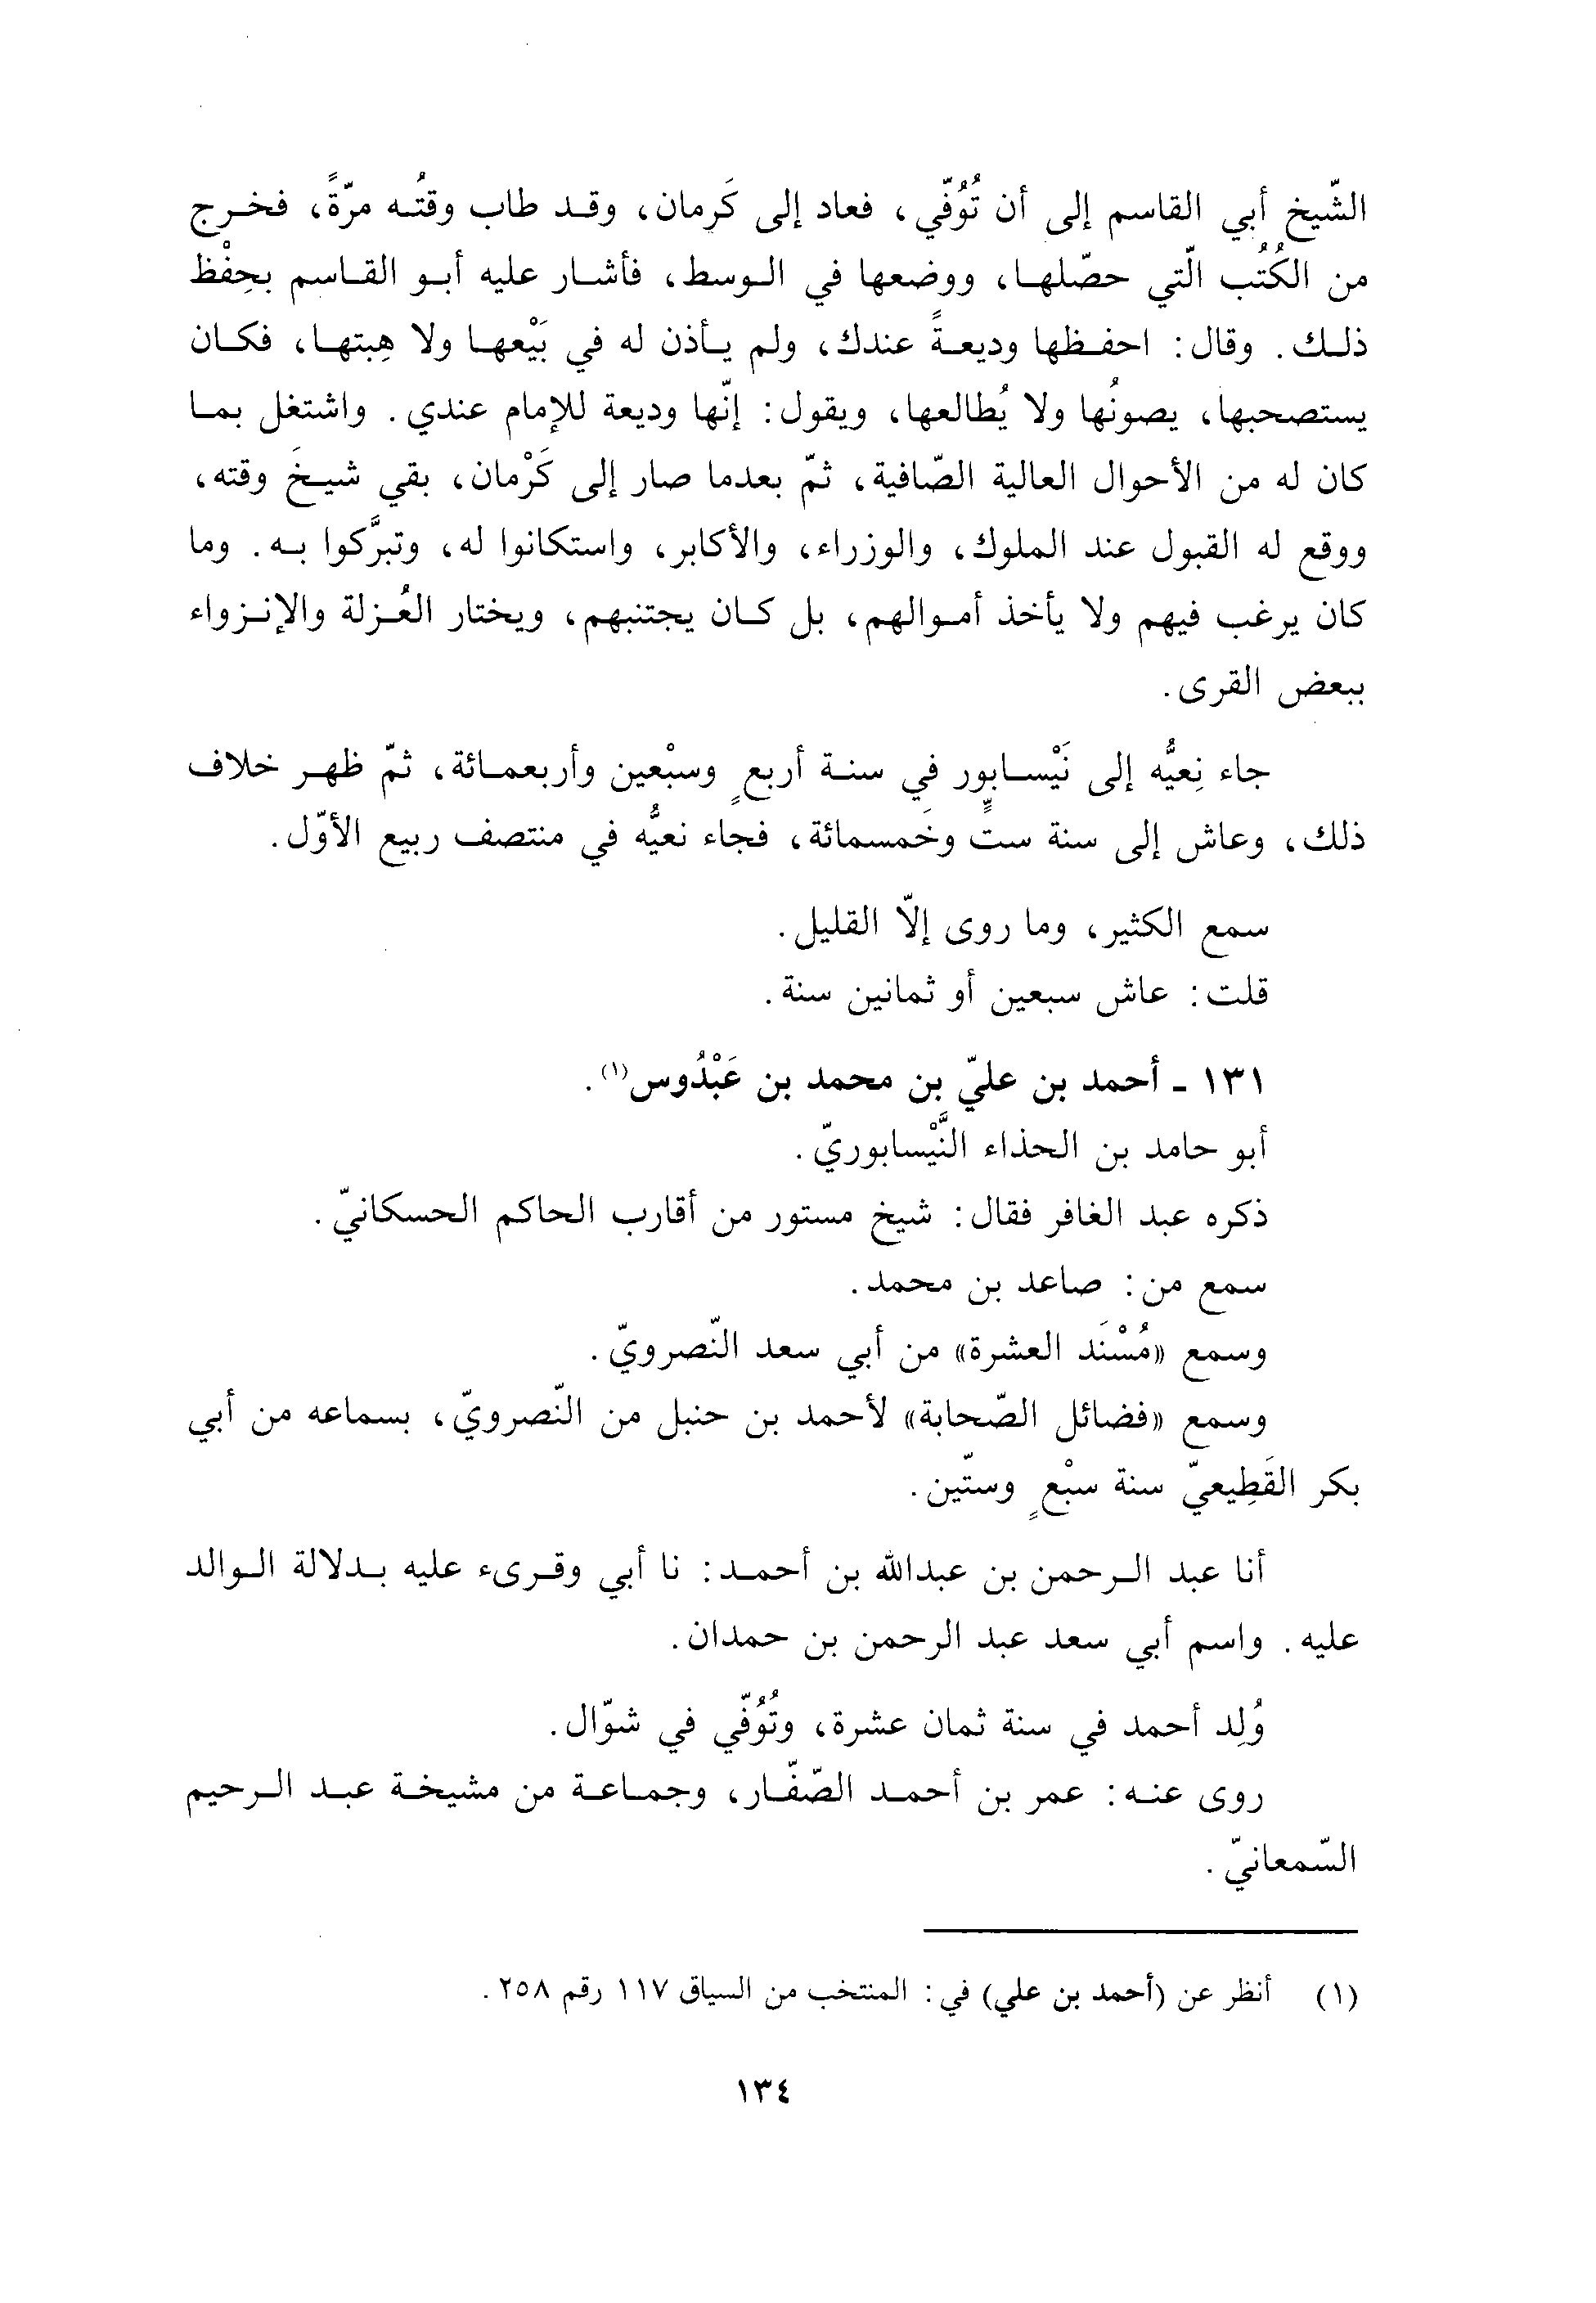 الشّيخ أبي القاسم إلى أن تُوُفّي، فعاد إلى كَرمان، وقد طاب وقتُه مرّةً، فخرج
من الكُتُب الّتي حصّلها، ووضعها في الوسط، فأشار عليه أبو القاسم بحِفْظ
ذلك. وقال: احفظها وديعةً عندك، ولم يأذن له في بَيْعها ولا هِبتها، فكان
يستصحبها، يصونُها ولا يُطالعها، ويقول: إنّها وديعة للإمام عندي. واشتغل بما
كان له من الأحوال العالية الصّافية، ثمّ بعدما صار إلى كَرْمان، بقي شيخَ وقته،
ووقع له القبول عند الملوك، والوزراء، والأكابر، واستكانوا له، وتبرَّكوا به. وما
كان يرغب فيهم ولا يأخذ أموالهم، بل كان يجتنبهم، ويختار العُزلة والإنزواء
ببعض القرى.
جاء نِعيُّه إلى نَيْسابور في سنة أربعٍ وسبْعين وأربعمائة، ثمّ ظهر خلاف
ذلك، وعاش إلى سنة ستٍّ وخَمسمائة، فجاء نعيُّه في منتصف ربيع الأوّل.
سمع الكثير، وما روى إلّا القليل.
قلت: عاش سبعين أو ثمانين سنة.
١٣١ - أحمد بن عليّ بن محمد بن عَبْدُوس(١).
أبو حامد بن الحذاء النَّيْسابوريّ.
ذكره عبد الغافر فقال: شيخ مستور من أقارب الحاكم الحسكانيّ.
سمع من: صاعد بن محمد.
وسمع «مُسْنَد العشرة» من أبي سعد النّصرويّ.
وسمع «فضائل الصّحابة» لأحمد بن حنبل من النّصرويّ، بسماعه من أبي
بكر القَطِيعيّ سنة سبْعٍ وستّين.
أنا عبد الرحمن بن عبدالله بن أحمد: نا أبي وقرىء عليه بدلالة الوالد
عليه. واسم أبي سعد عبد الرحمن بن حمدان.
وُلِد أحمد في سنة ثمان عشرة، وتُوُفّي في شوّال.
روى عنه: عمر بن أحمد الصّفّار، وجماعة من مشيخة عبد الرحيم
السّمعانيّ.
(١) أنظر عن (أحمد بن علي) في: المنتخب من السياق ١١٧ رقم ٢٥٨.
١٣٤